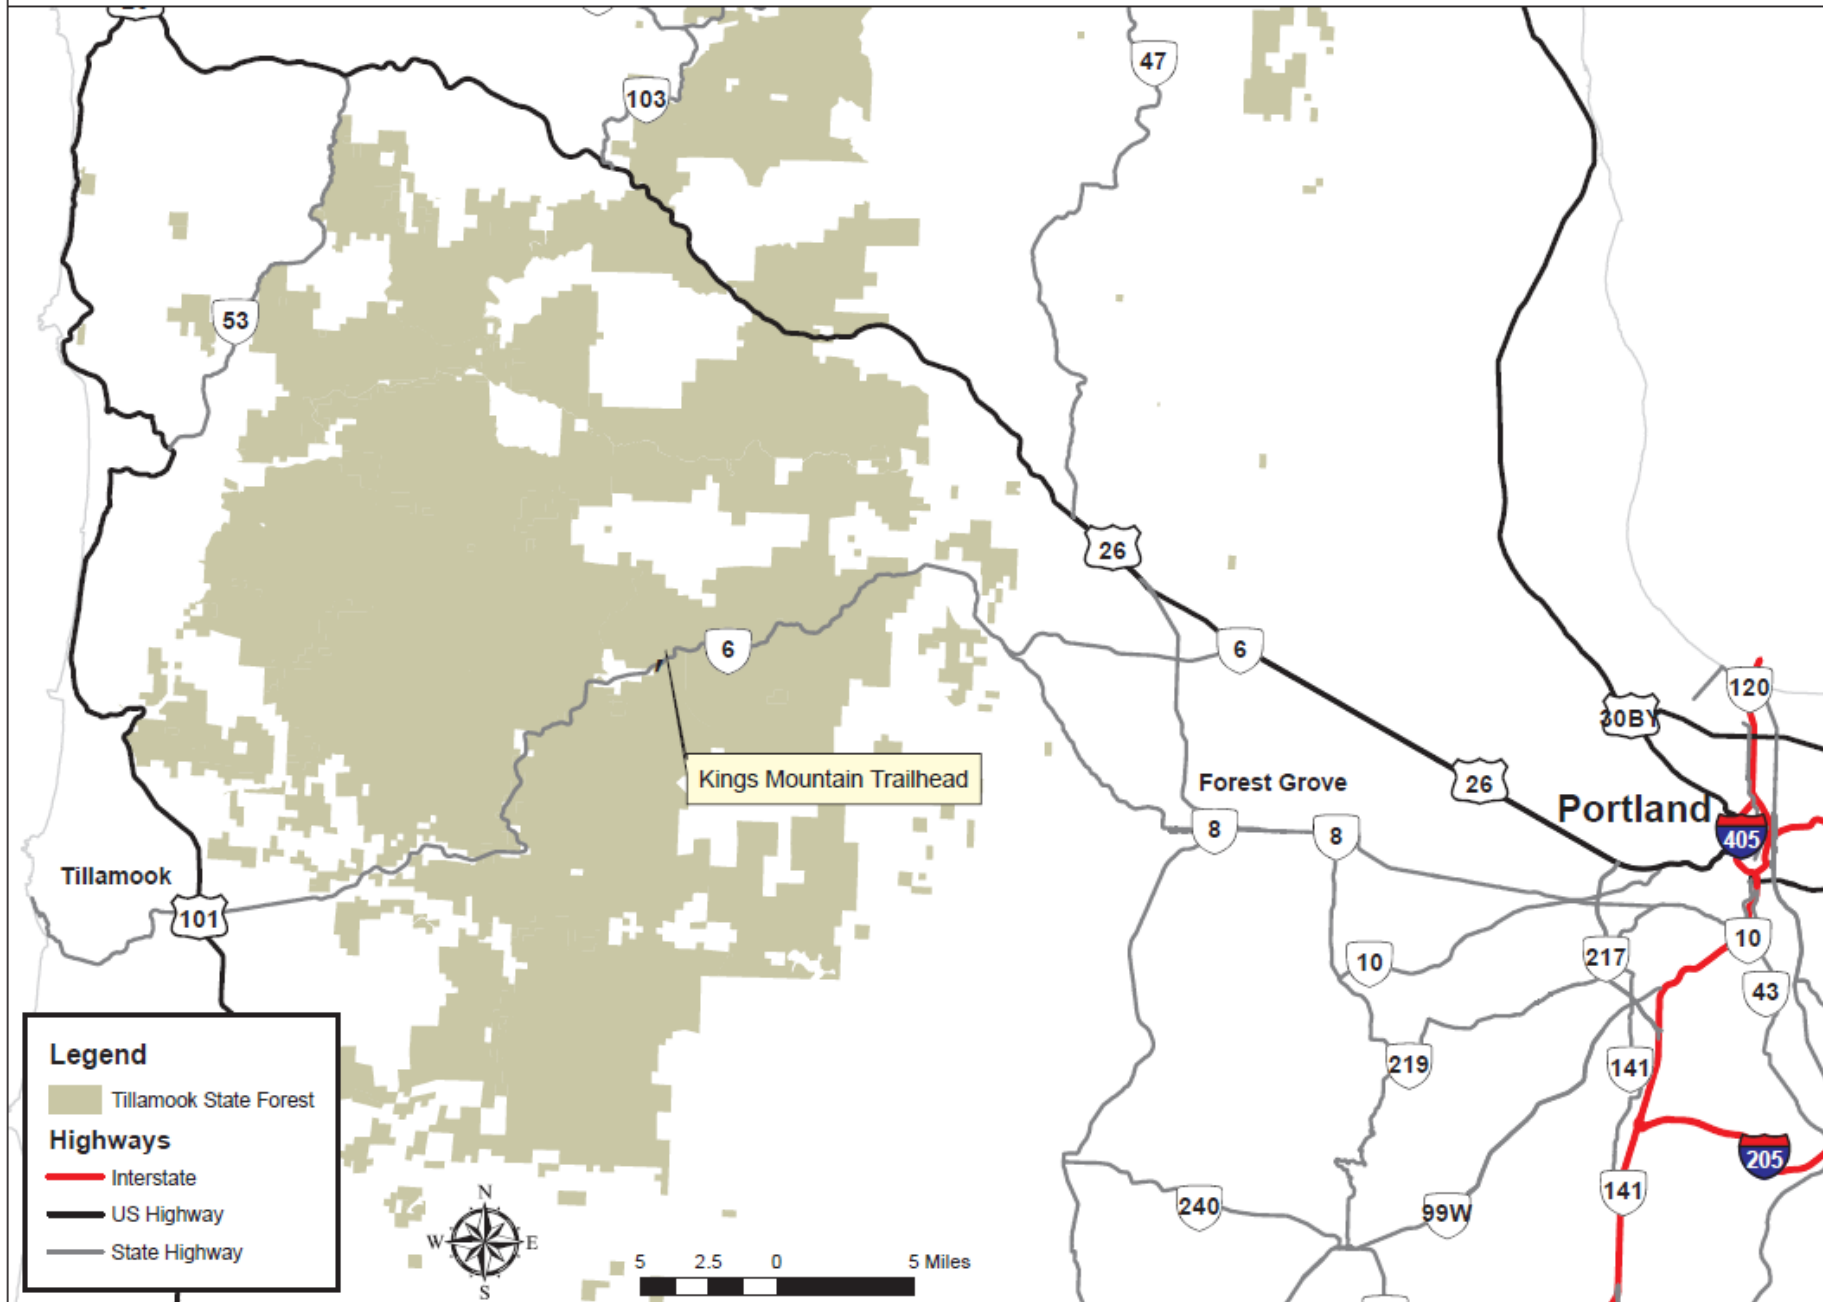 47
103
53
26
6
6
120
30BY
Kings Mountain Trailhead
Forest Grove
26
Portland
8
8
405
Tillamook
101
10
217
10
43
Legend
Tillamook State Forest
219
141
Highways
Interstate
205
US Highway
N
240
141
99W
State Highway
W
E
S
5 2.5 0 5 Miles